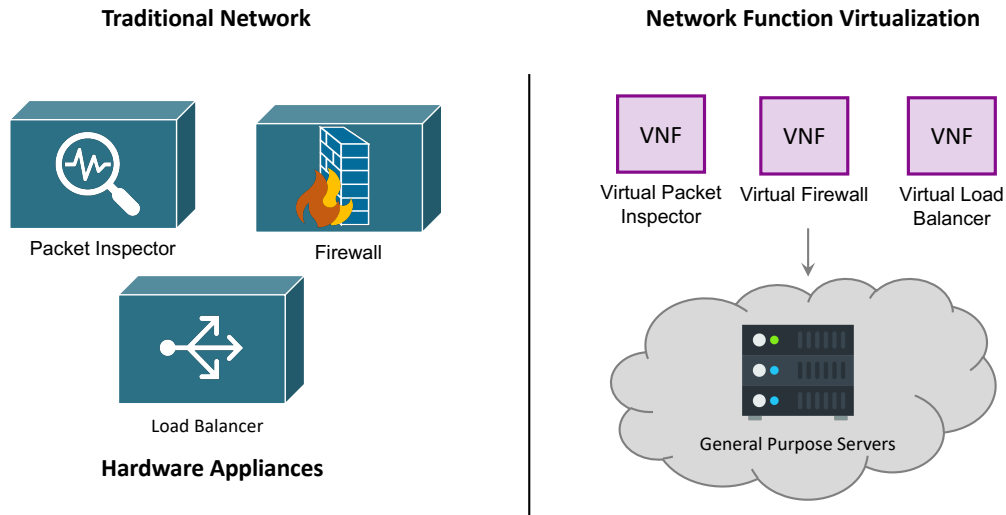 Traditional Network
Packet Inspector
Firewall
Load Balancer
Hardware Appliances
Network Function Virtualization
VNF
VNF
VNF
Virtual Packet
Inspector
Virtual Firewall
Virtual Load
Balancer
General Purpose Servers